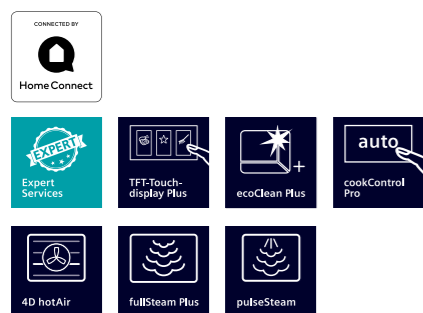 CONNECTED BY
Home Connect
EXPERT
Expert
Services
TFT-Touch-
display Plus
ecoClean Plus
auto
cookControl
Pro
4D hotAir
fullSteam Plus
pulseSteam